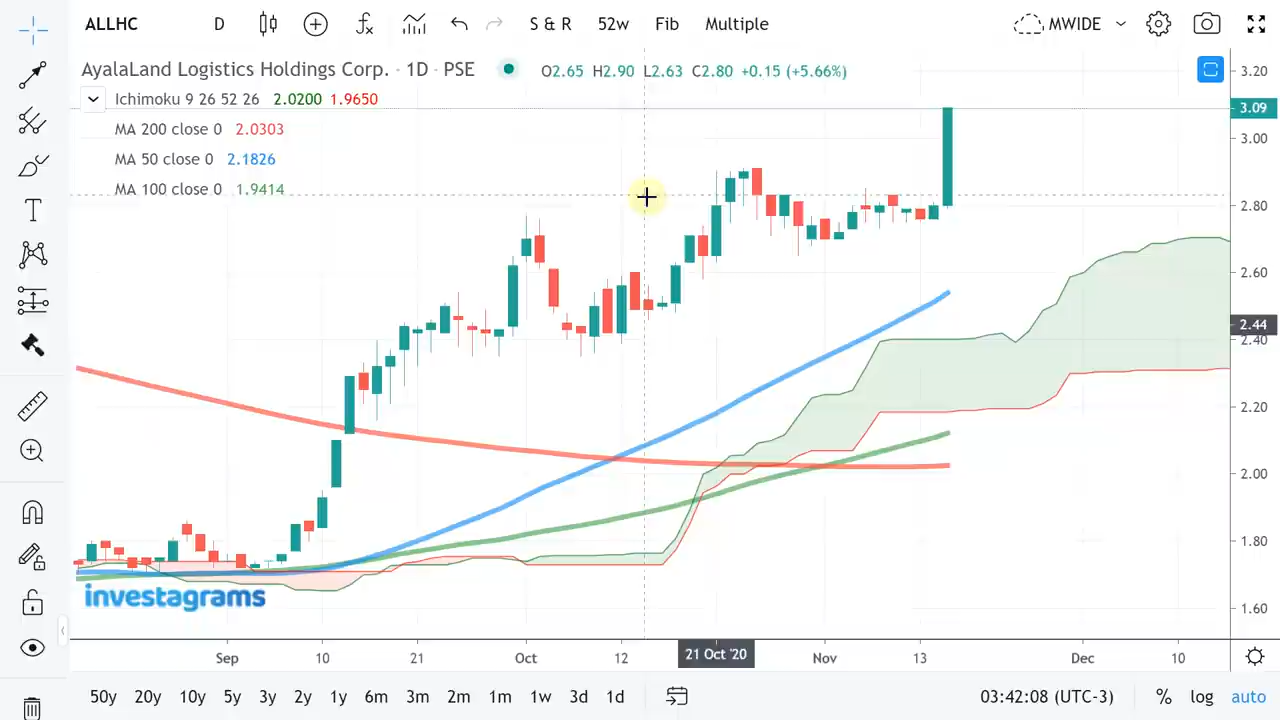 ALLHC D S & R 52w Fib Multiple MWIDE
AyalaLand Logistics Holdings Corp. · 1D · PSE O2.65 H2.90 L2.63 C2.80 +0.15 (+5.66%)
Ichimoku 9 26 52 26 2.0200 1.9650
MA 200 close 0 2.0303
MA 50 close 0 2.1826
MA 100 close 0 1.9414
3.20
3.09
3.00
2.80
2.60
2.44
2.40
2.20
2.00
1.80
1.60
investagrams
Sep 10 21 Oct 12 21 Oct '20 Nov 13 Dec 10
50y 20y 10y 5y 3y 2y 1y 6m 3m 2m 1m 1w 3d 1d 03:42:08 (UTC-3) % log auto